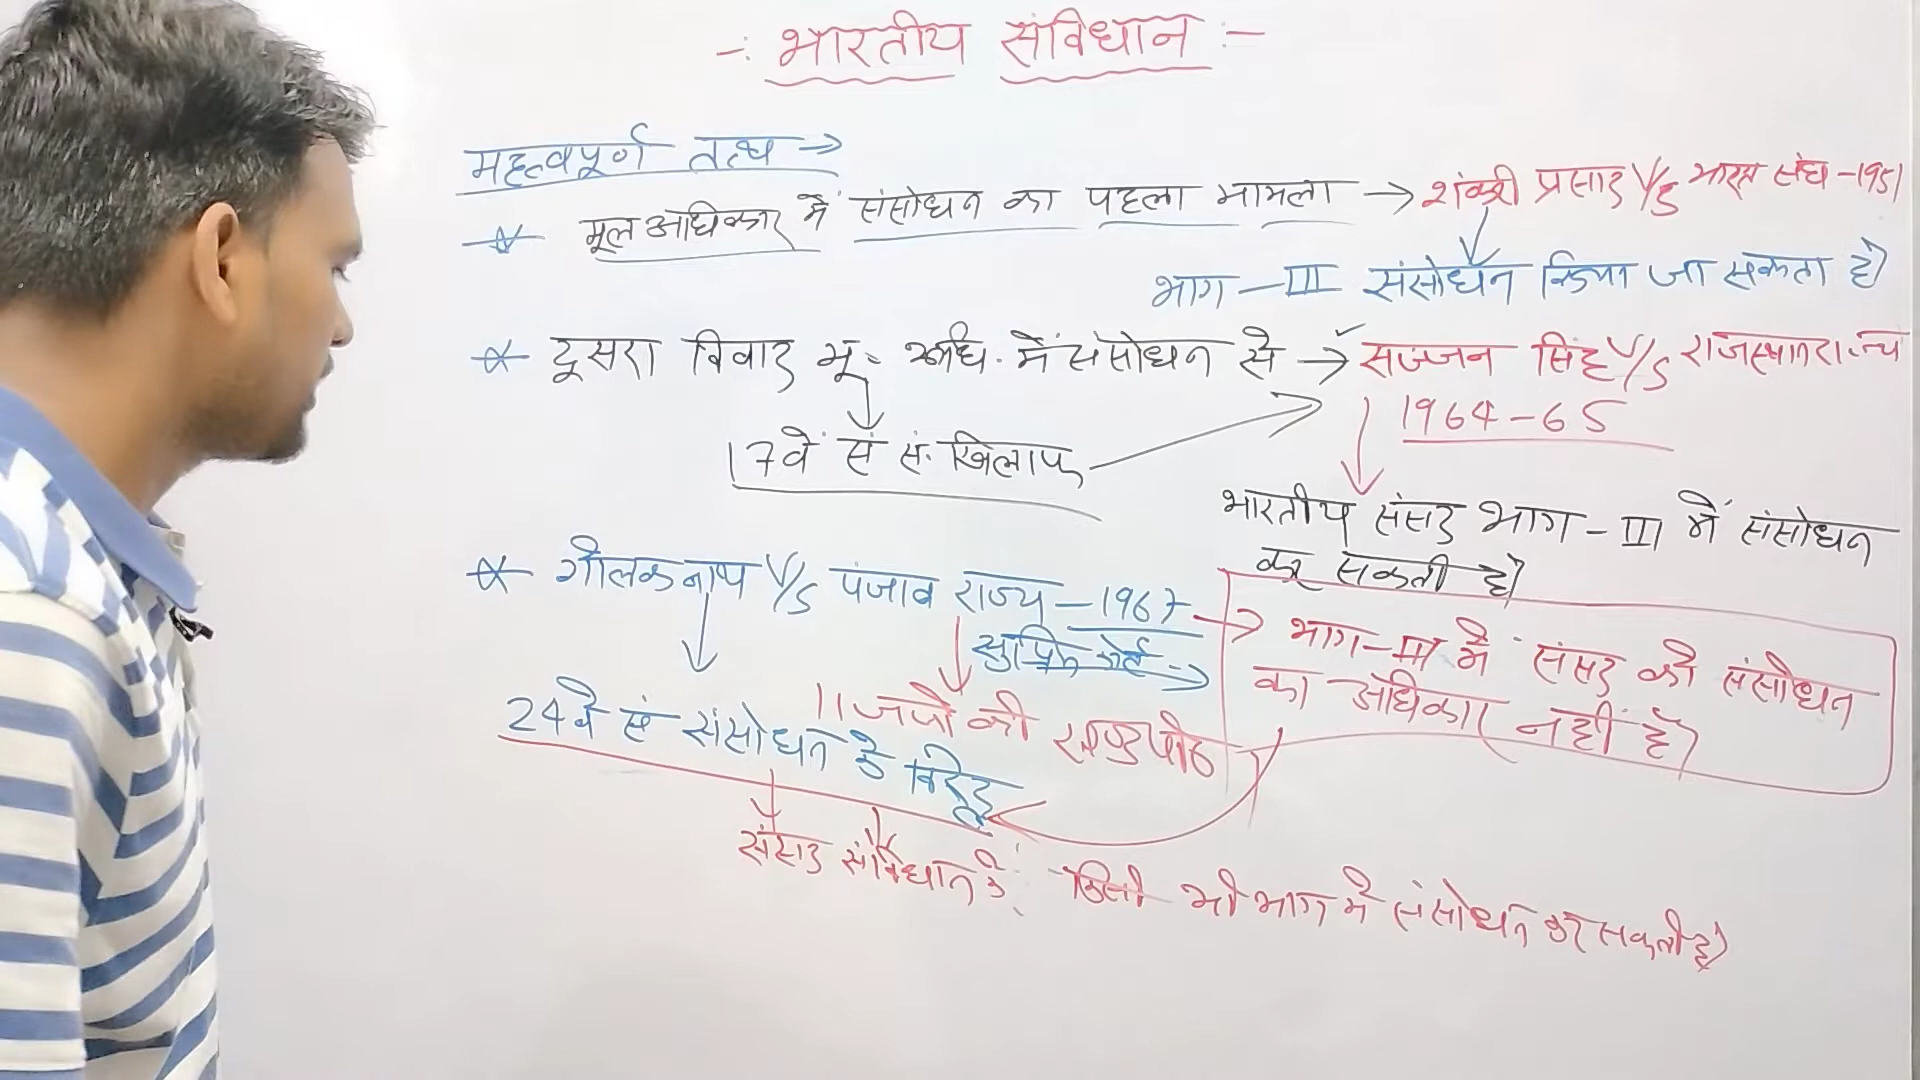 -: भारतीय संविधान :-
महत्वपूर्ण तथ्य →
* मूल अधिकार में संसोधन का पहला मामला → शंकरी प्रसाद V/S भारत संघ - 1951
भाग - III संसोधन किया जा सकता है।
* दूसरा विवाद मू. अधि. में संसोधन से → सज्जन सिंह V/S राजस्थान राज्य
1964 - 65
17वें सं सं. खिलाफ
भारतीय संसद भाग - III में संसोधन
कर सकती है।
* गोलकनाथ V/S पंजाब राज्य - 1967 → भाग - III में संसद को संसोधन
का अधिकार नहीं है।
सुप्रिम कोर्ट →
11 जजों की खण्डपीठ
24वें सं संसोधन के विरुद्ध
संसद संविधान के किसी भी भाग में संसोधन कर सकती है।